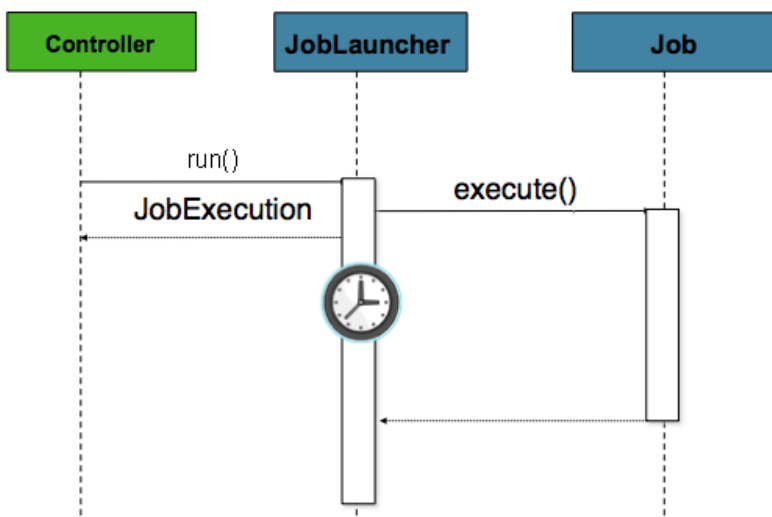 Controller
JobLauncher
Job
run()
execute()
JobExecution